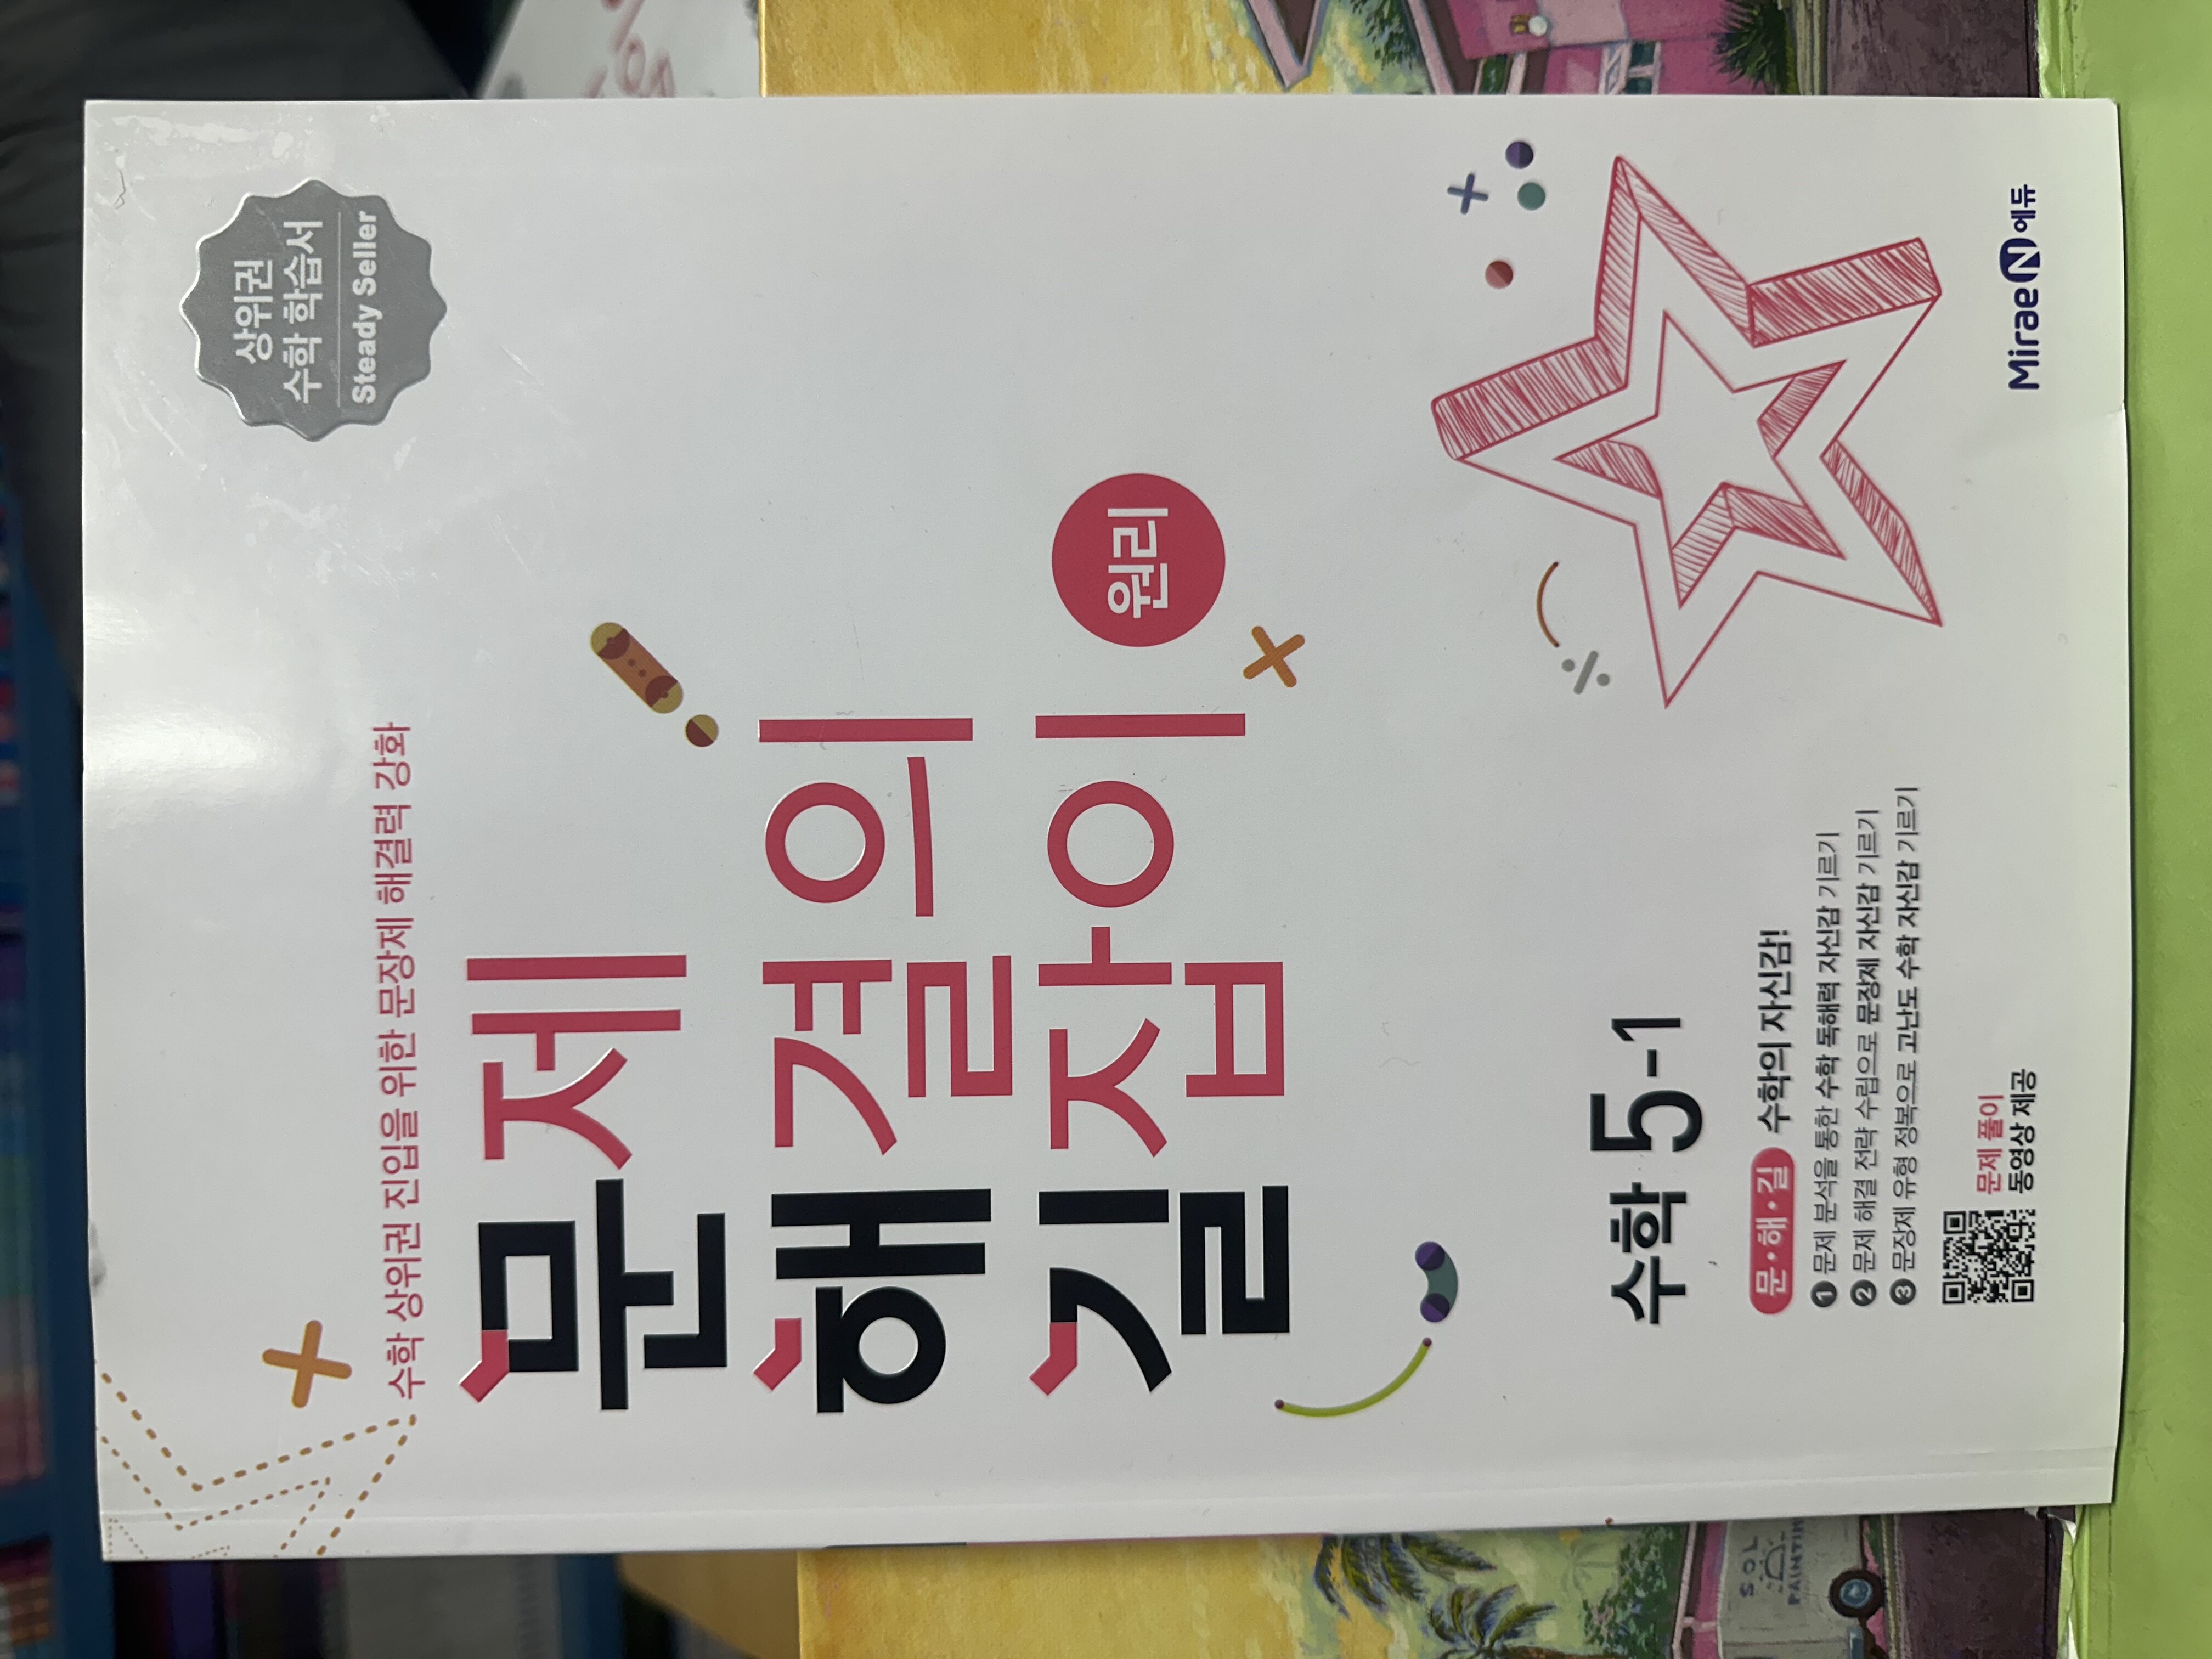 상위권
수학 학습서
Steady Seller
수학 상위권 진입을 위한 문장제 해결력 강화
문제
해결의
길잡이
원리
수학 5-1
문·해·길 수학의 자신감!
1 문제 분석을 통한 수학 독해력 자신감 기르기
2 문제 해결 전략 수립으로 문장제 자신감 기르기
3 문장제 유형 정복으로 고난도 수학 자신감 기르기
문제 풀이
동영상 제공
Mirae N 에듀
SOL